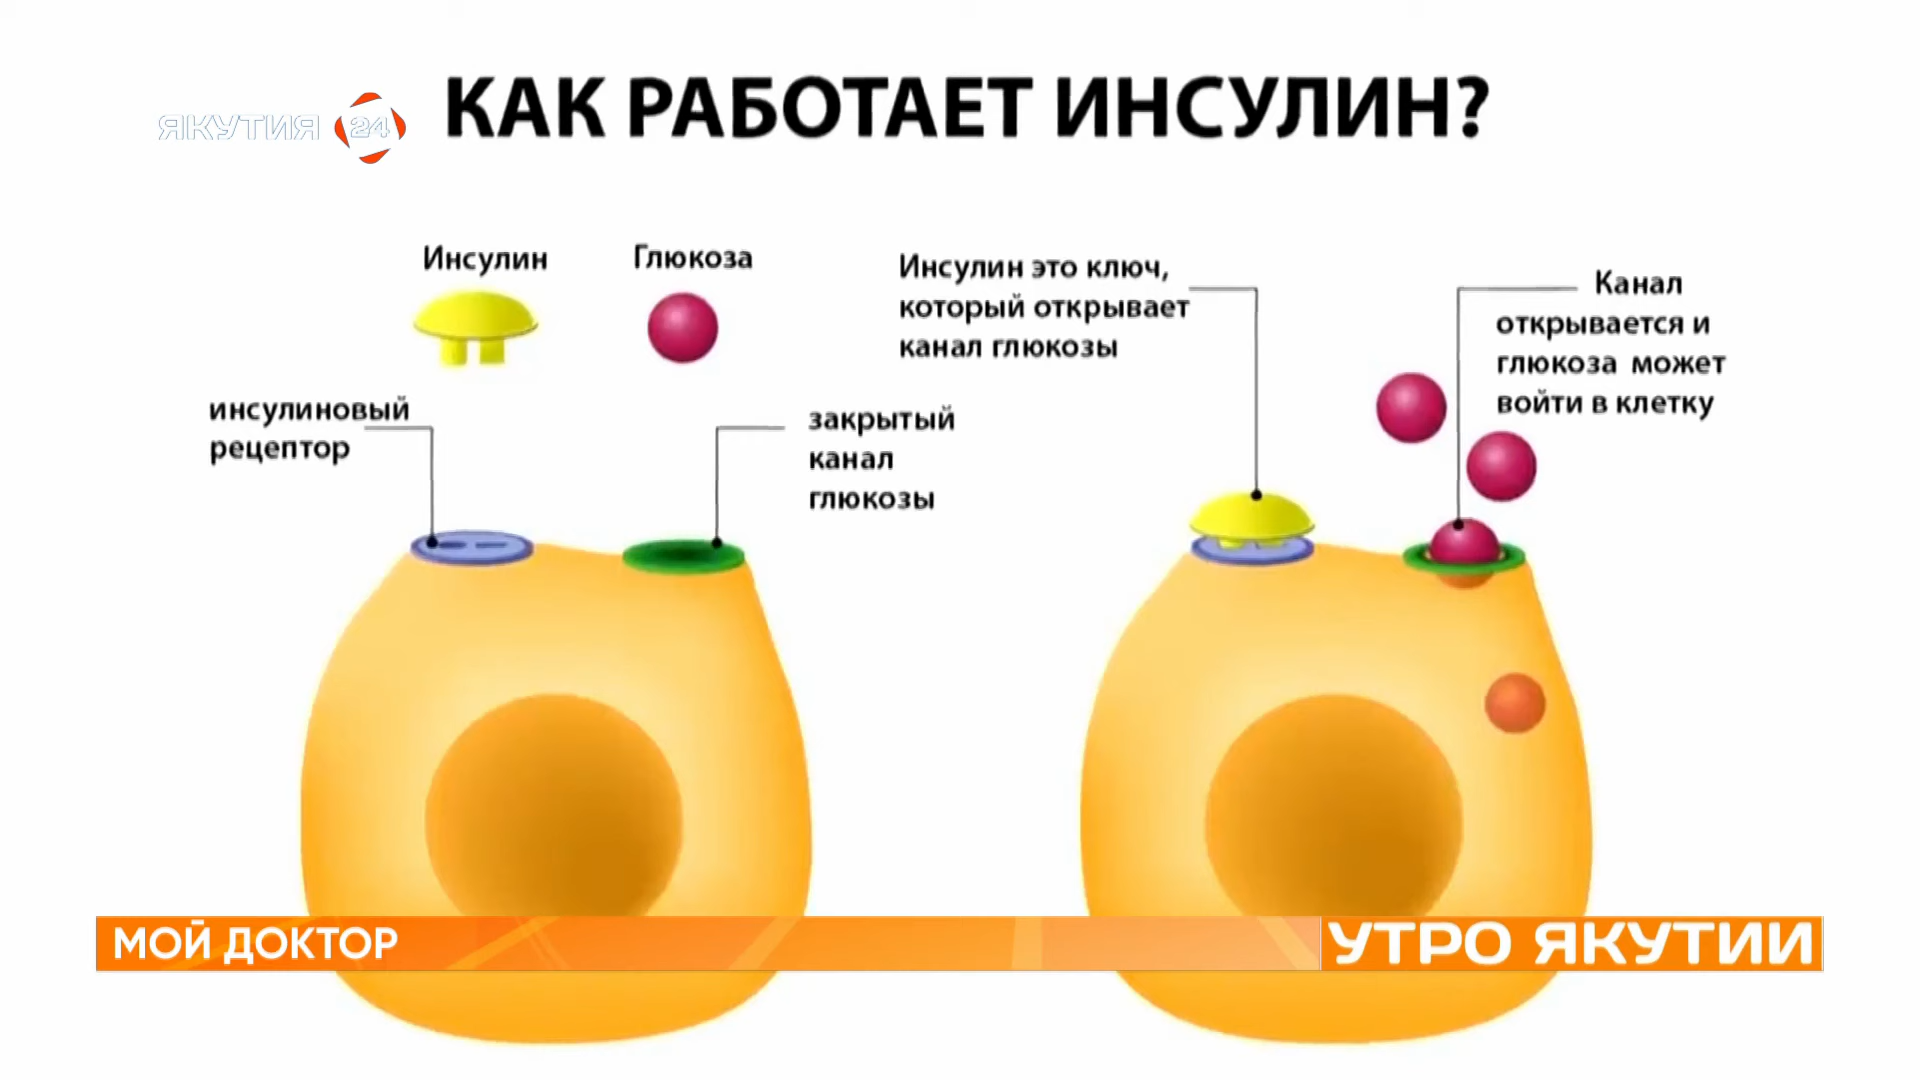 ЯКУТИЯ 24
КАК РАБОТАЕТ ИНСУЛИН?
Инсулин
Глюкоза
инсулиновый
рецептор
закрытый
канал
глюкозы
Инсулин это ключ,
который открывает
канал глюкозы
Канал
открывается и
глюкоза может
войти в клетку
МОЙ ДОКТОР
УТРО ЯКУТИИ